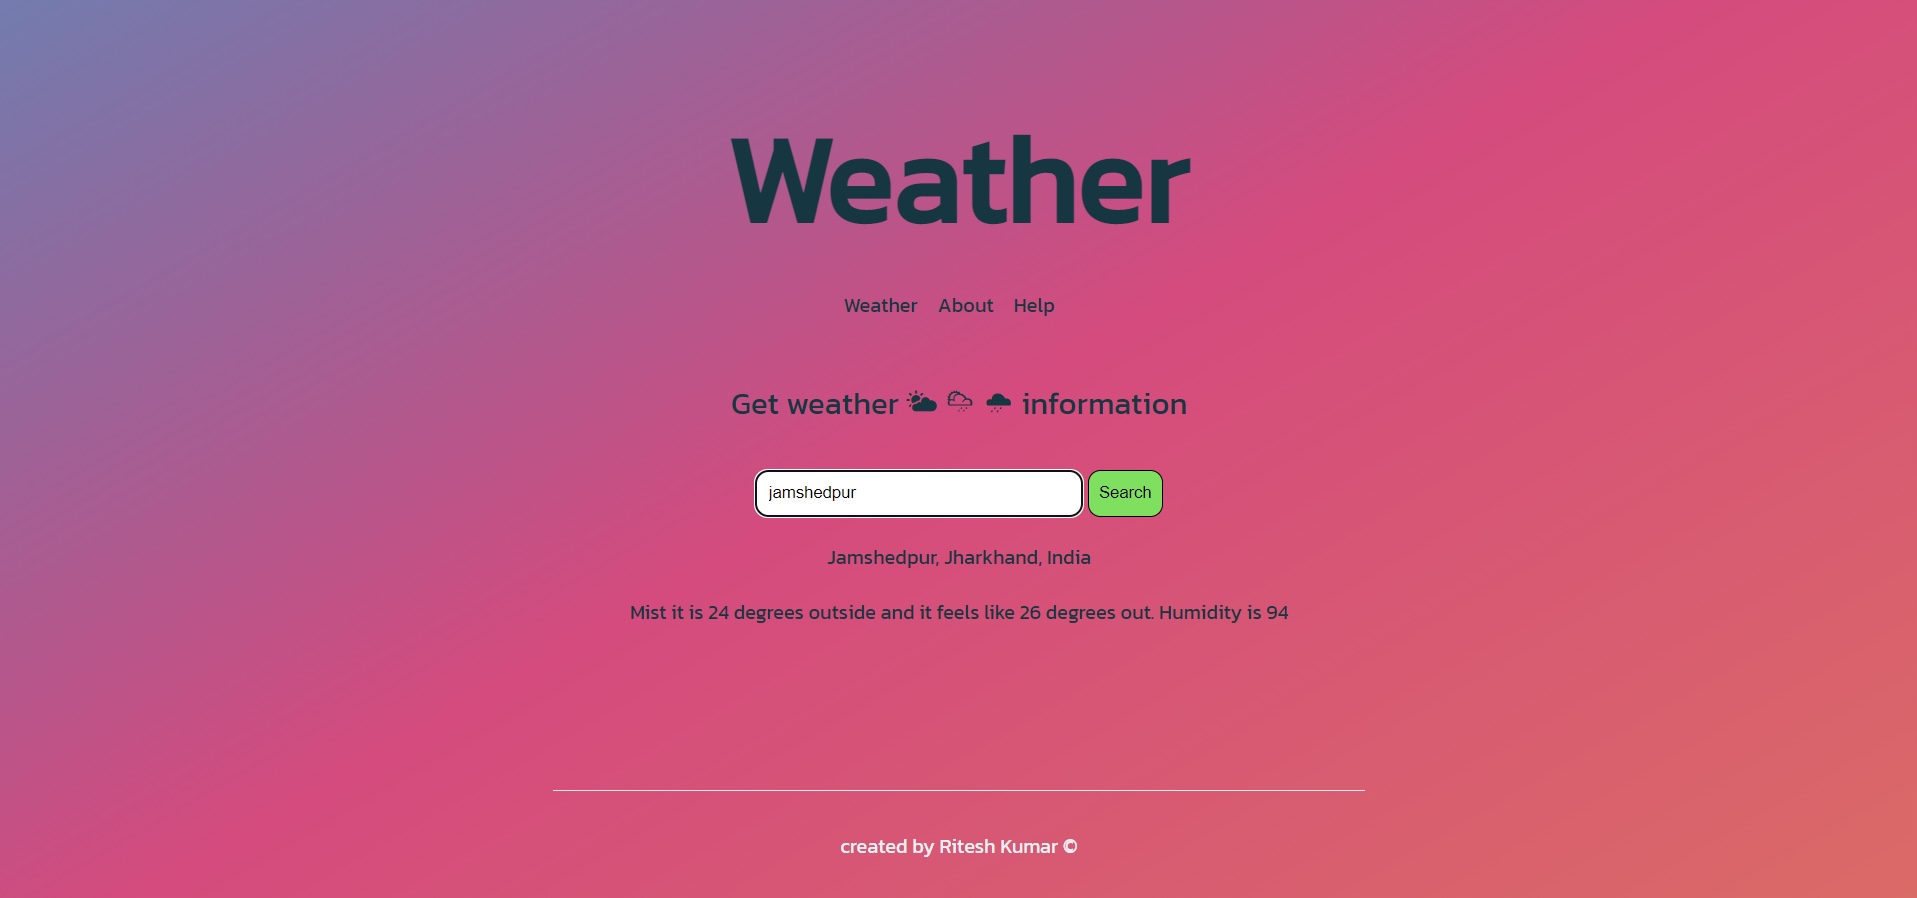 Weather
Weather About Help
Get weather information
jamshedpur Search
Jamshedpur, Jharkhand, India
Mist it is 24 degrees outside and it feels like 26 degrees out. Humidity is 94
created by Ritesh Kumar ©